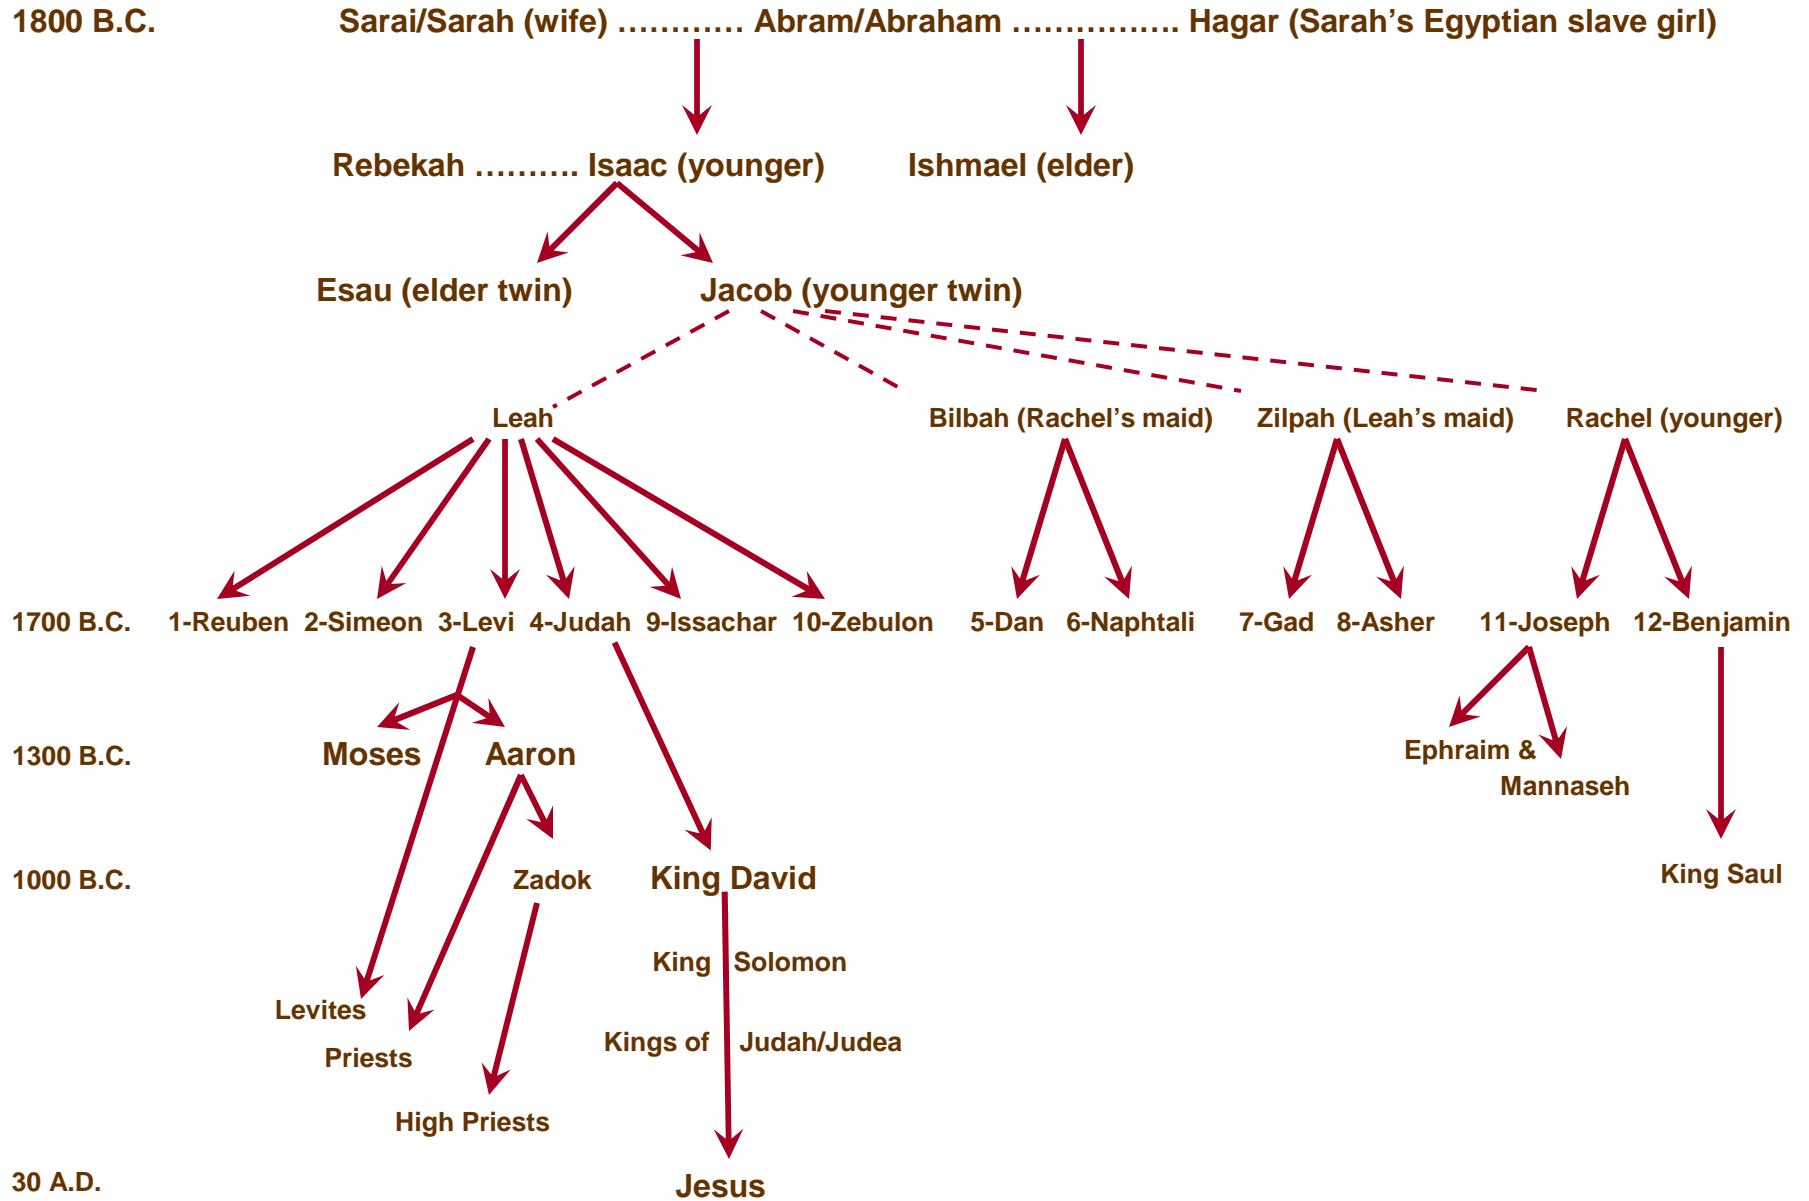 1800 B.C. Sarai/Sarah (wife) ………… Abram/Abraham ……………. Hagar (Sarah’s Egyptian slave girl)
Rebekah ………. Isaac (younger) Ishmael (elder)
Esau (elder twin) Jacob (younger twin)
Leah Bilbah (Rachel’s maid) Zilpah (Leah’s maid) Rachel (younger)
1700 B.C. 1-Reuben 2-Simeon 3-Levi 4-Judah 9-Issachar 10-Zebulon 5-Dan 6-Naphtali 7-Gad 8-Asher 11-Joseph 12-Benjamin
1300 B.C. Moses Aaron Ephraim &
Mannaseh
1000 B.C. Zadok King David King Saul
King Solomon
Levites
Kings of Judah/Judea
Priests
High Priests
30 A.D. Jesus